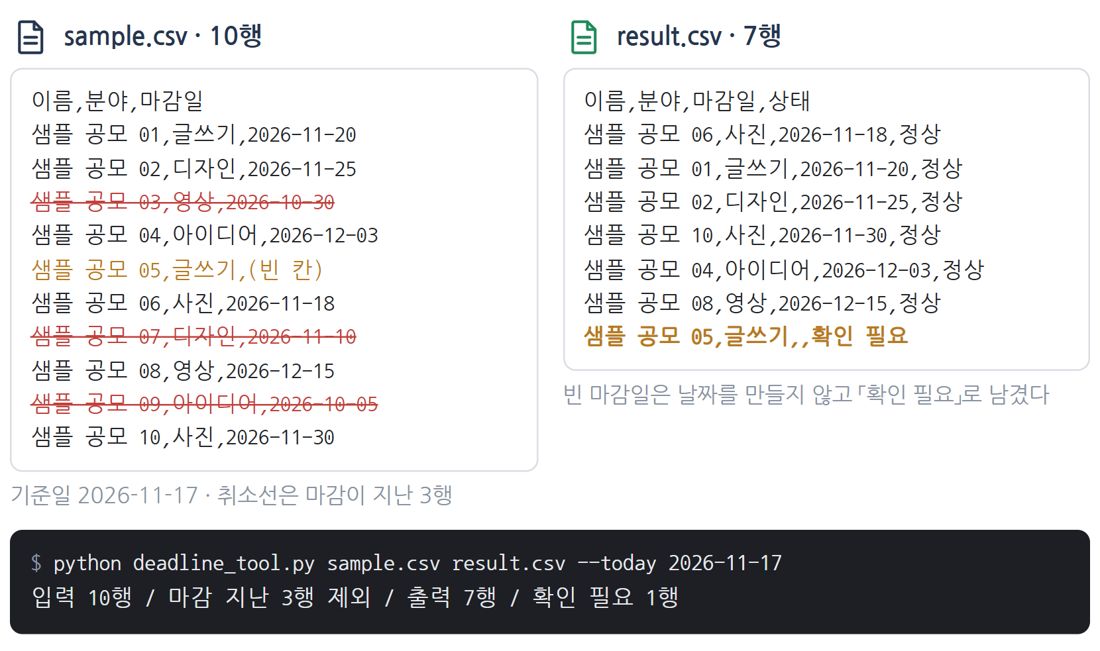 sample.csv · 10행
이름,분야,마감일
샘플 공모 01,글쓰기,2026-11-20
샘플 공모 02,디자인,2026-11-25
샘플 공모 03,영상,2026-10-30
샘플 공모 04,아이디어,2026-12-03
샘플 공모 05,글쓰기,(빈 칸)
샘플 공모 06,사진,2026-11-18
샘플 공모 07,디자인,2026-11-10
샘플 공모 08,영상,2026-12-15
샘플 공모 09,아이디어,2026-10-05
샘플 공모 10,사진,2026-11-30
기준일 2026-11-17 · 취소선은 마감이 지난 3행
result.csv · 7행
이름,분야,마감일,상태
샘플 공모 06,사진,2026-11-18,정상
샘플 공모 01,글쓰기,2026-11-20,정상
샘플 공모 02,디자인,2026-11-25,정상
샘플 공모 10,사진,2026-11-30,정상
샘플 공모 04,아이디어,2026-12-03,정상
샘플 공모 08,영상,2026-12-15,정상
샘플 공모 05,글쓰기,,확인 필요
빈 마감일은 날짜를 만들지 않고 「확인 필요」로 남겼다
$ python deadline_tool.py sample.csv result.csv --today 2026-11-17
입력 10행 / 마감 지난 3행 제외 / 출력 7행 / 확인 필요 1행